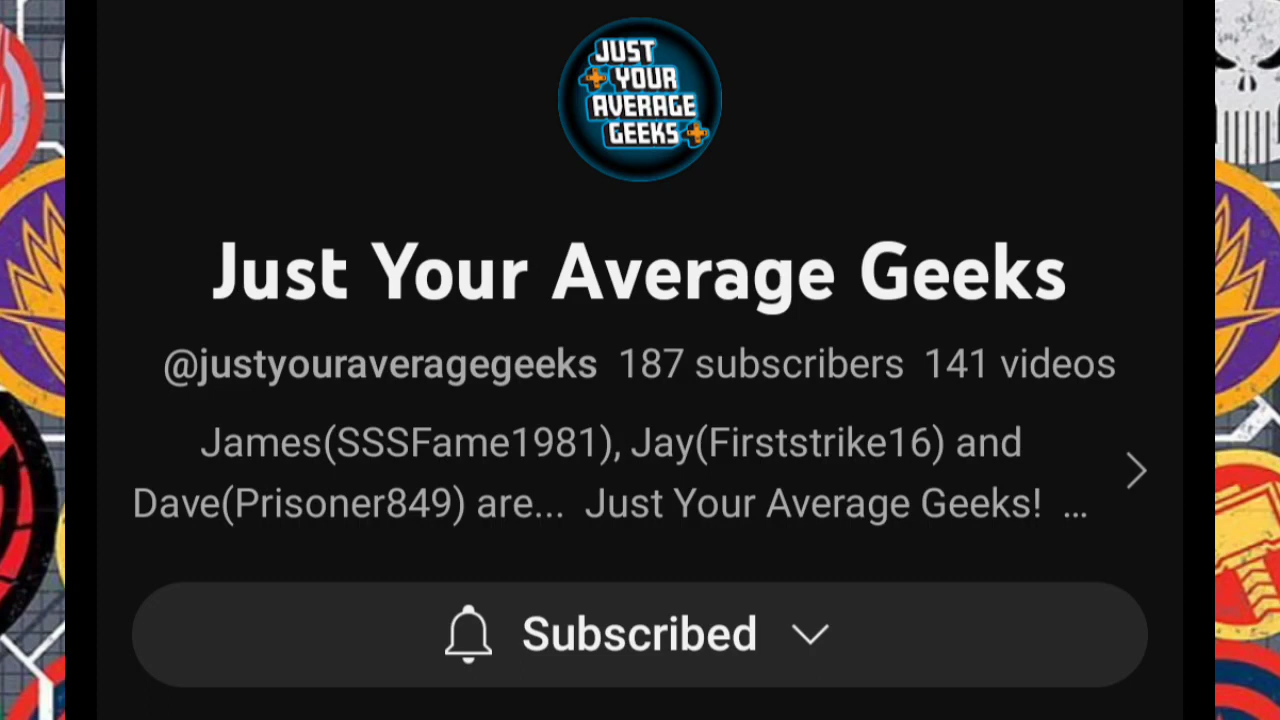 JUST
YOUR
AVERAGE
GEEKS
Just Your Average Geeks
@justyouraveragegeeks 187 subscribers 141 videos
James(SSSFame1981), Jay(Firststrike16) and
Dave(Prisoner849) are... Just Your Average Geeks! ...
Subscribed